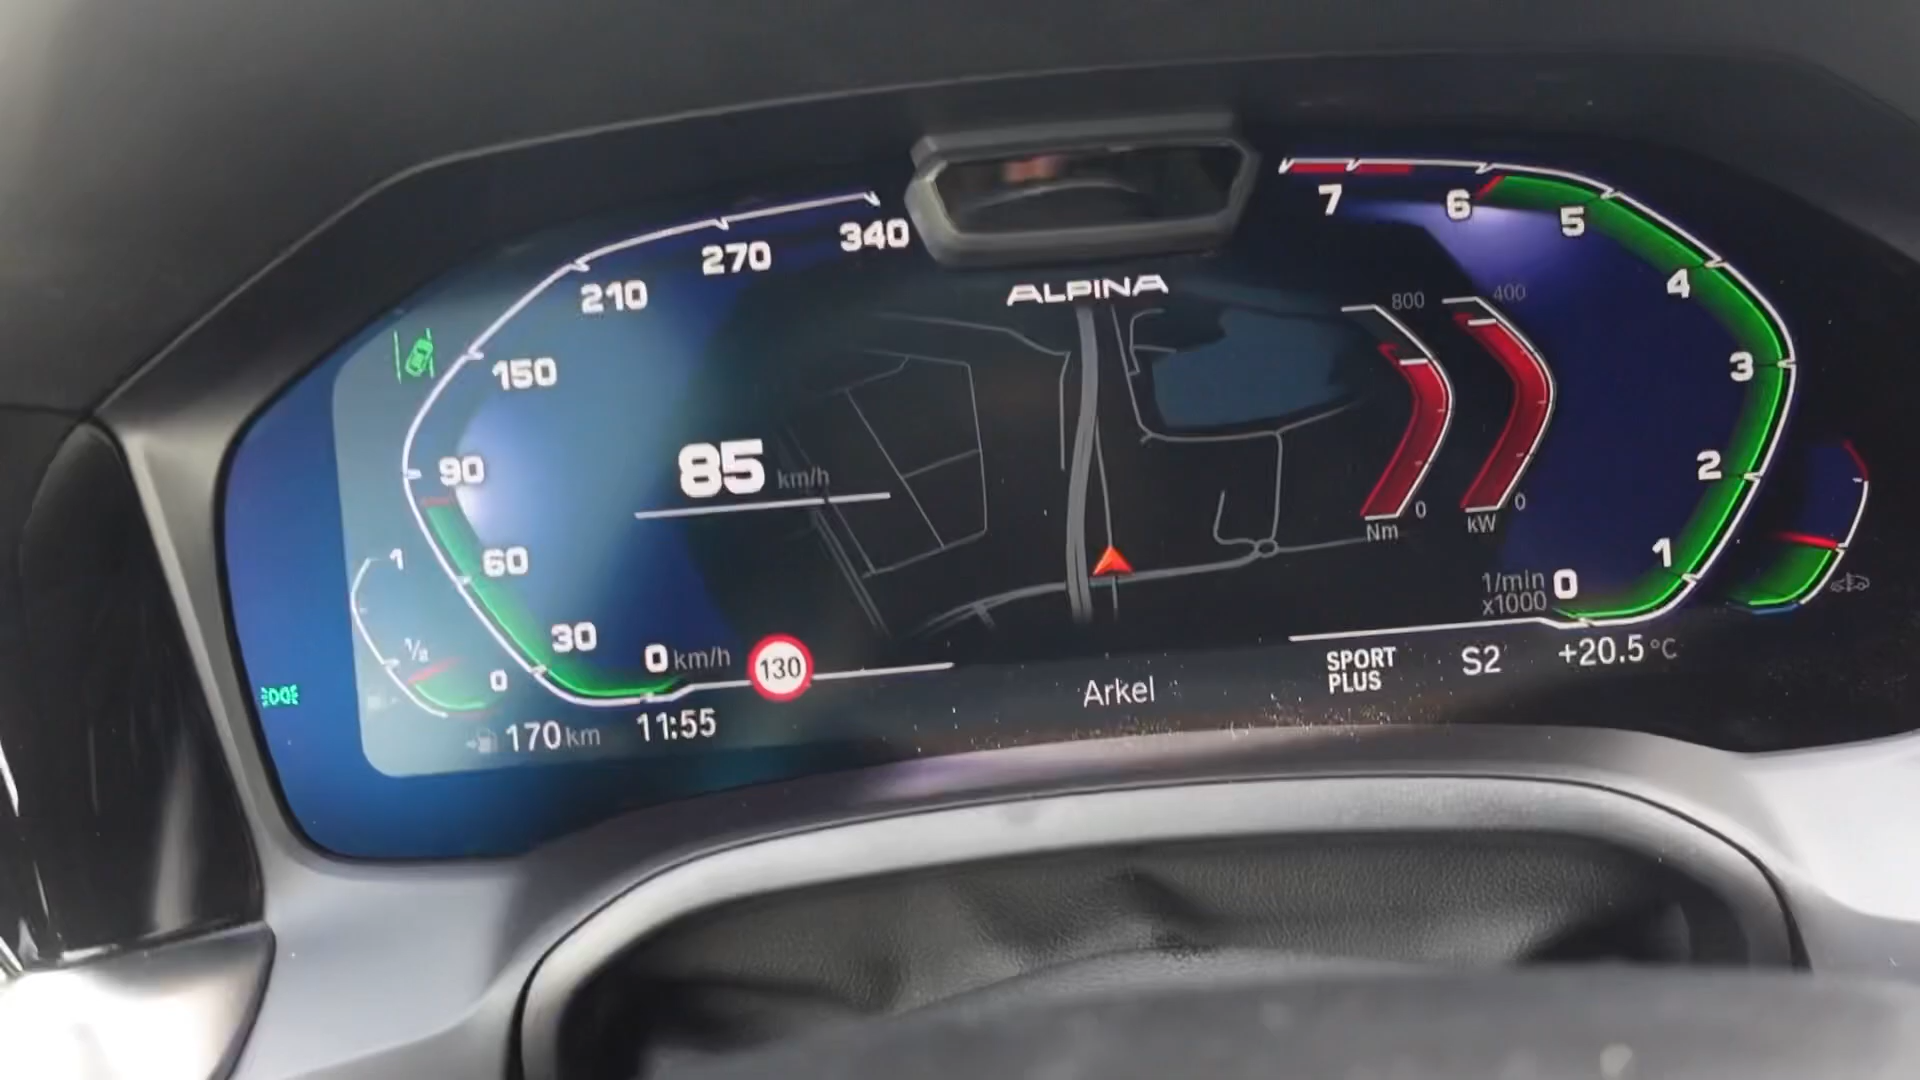 340
270
210
150
90
60
30
0 km/h
85 km/h
130
1
1/2
0
170 km
11:55
ALPINA
Arkel
800
0
Nm
400
0
kW
7
6
5
4
3
2
1
0
1/min
x1000
SPORT
PLUS
S2
+20.5 °C